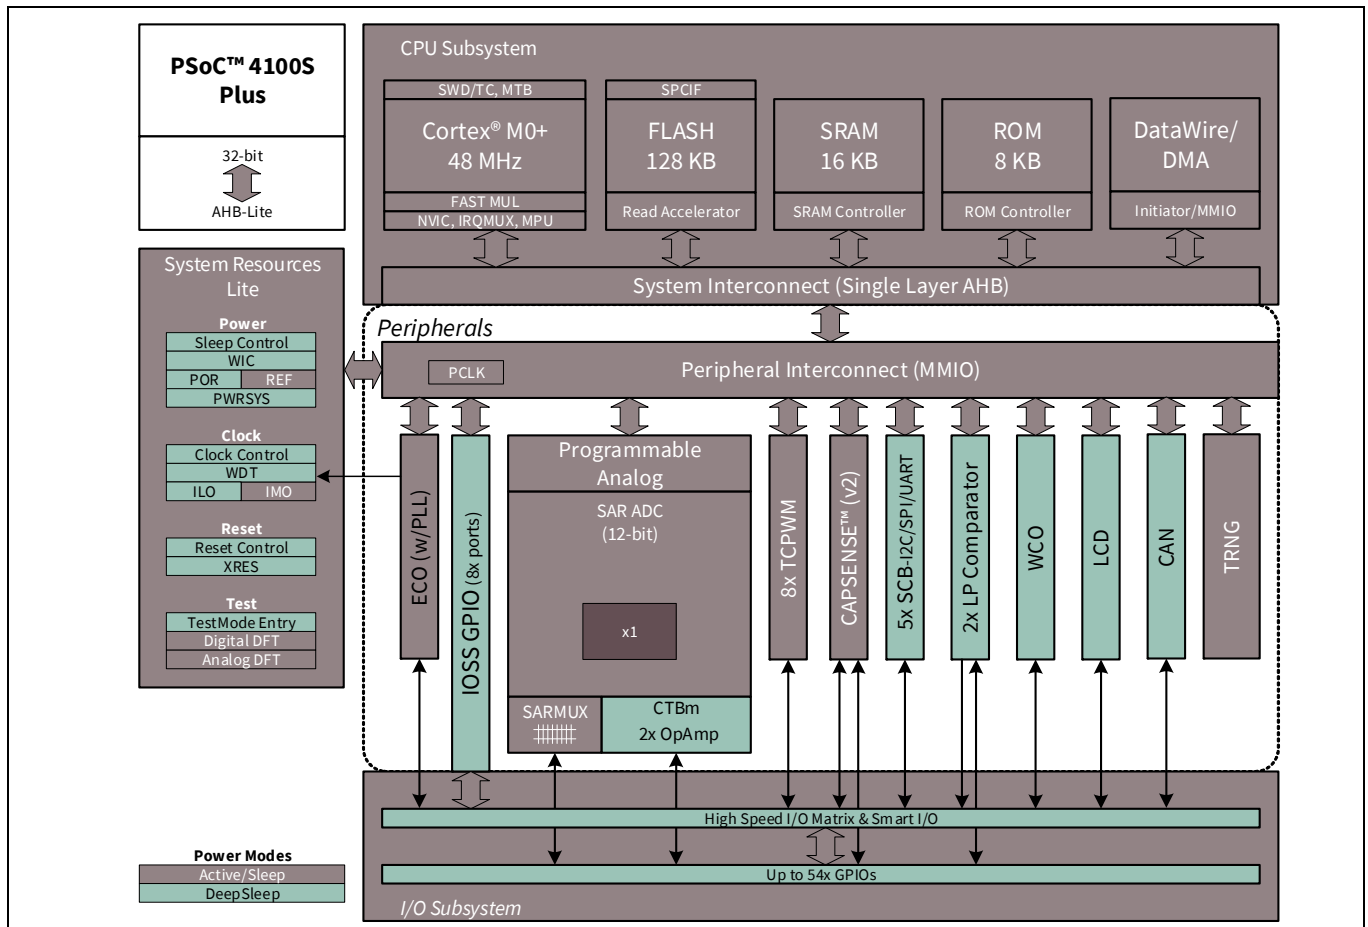 PSoC™ 4100S
Plus
32-bit
AHB-Lite
CPU Subsystem
SWD/TC, MTB
Cortex® M0+
48 MHz
FAST MUL
NVIC, IRQMUX, MPU
SPCIF
FLASH
128 KB
Read Accelerator
SRAM
16 KB
SRAM Controller
ROM
8 KB
ROM Controller
DataWire/
DMA
Initiator/MMIO
System Interconnect (Single Layer AHB)
System Resources
Lite
Power
Sleep Control
WIC
POR REF
PWRSYS
Clock
Clock Control
WDT
ILO IMO
Reset
Reset Control
XRES
Test
TestMode Entry
Digital DFT
Analog DFT
Peripherals
PCLK
Peripheral Interconnect (MMIO)
ECO (w/PLL)
IOSS GPIO (8x ports)
Programmable
Analog
SAR ADC
(12-bit)
x1
SARMUX
CTBm
2x OpAmp
8x TCPWM
CAPSENSE™ (v2)
5x SCB-I2C/SPI/UART
2x LP Comparator
WCO
LCD
CAN
TRNG
High Speed I/O Matrix & Smart I/O
Up to 54x GPIOs
I/O Subsystem
Power Modes
Active/Sleep
DeepSleep